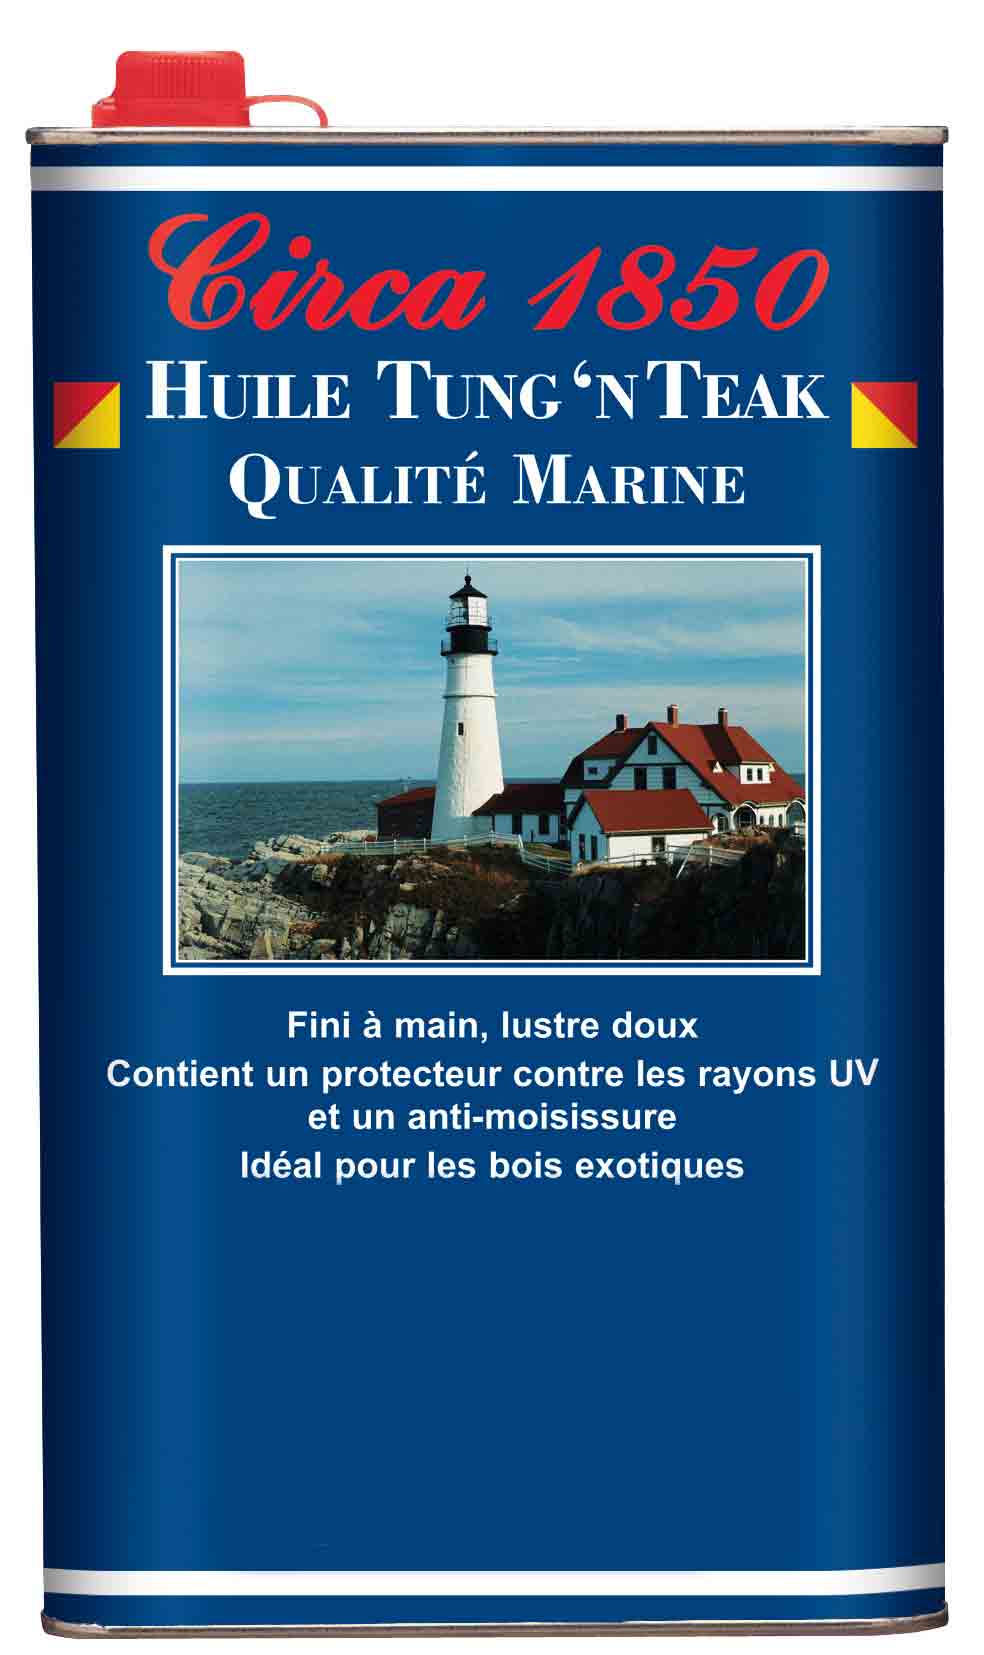 Circa 1850
HUILE TUNG ‘N TEAK
QUALITÉ MARINE
Fini à main, lustre doux
Contient un protecteur contre les rayons UV
et un anti-moisissure
Idéal pour les bois exotiques